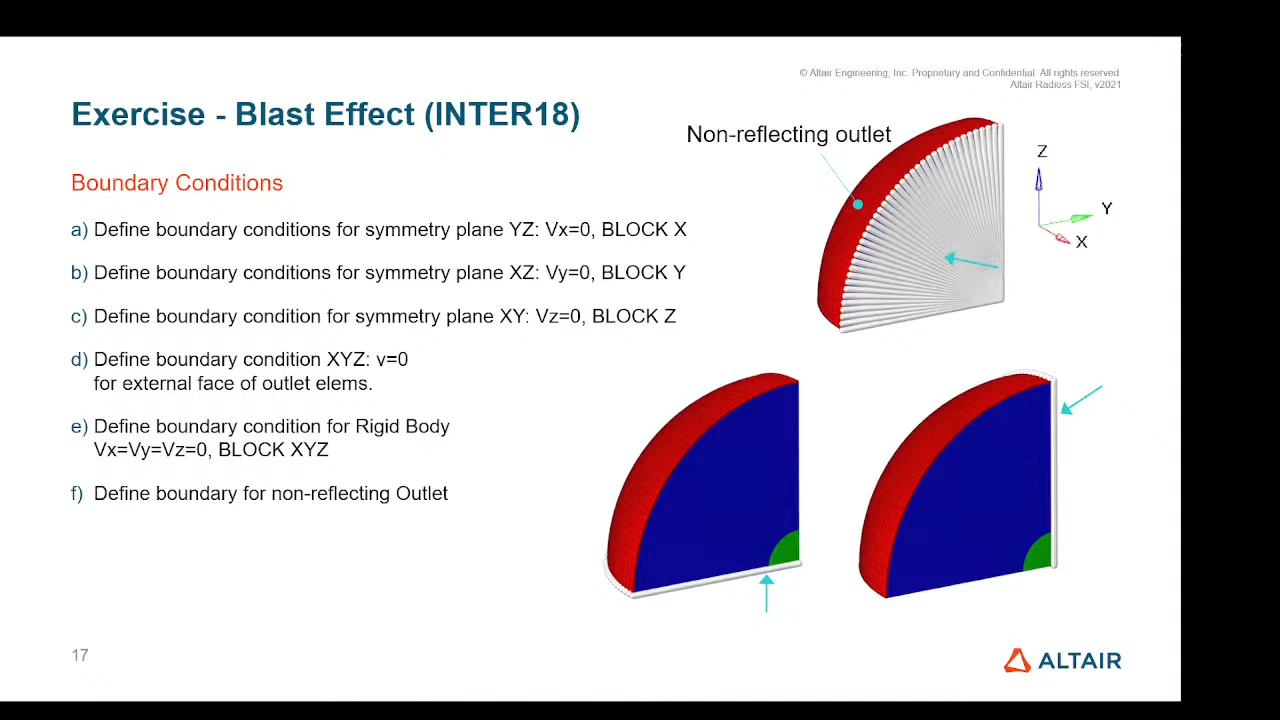 © Altair Engineering, Inc. Proprietary and Confidential. All rights reserved
Altair Radioss FSI, v2021
Exercise - Blast Effect (INTER18)
Non-reflecting outlet
Z
Y
X
Boundary Conditions
a) Define boundary conditions for symmetry plane YZ: Vx=0, BLOCK X
b) Define boundary conditions for symmetry plane XZ: Vy=0, BLOCK Y
c) Define boundary condition for symmetry plane XY: Vz=0, BLOCK Z
d) Define boundary condition XYZ: v=0
for external face of outlet elems.
e) Define boundary condition for Rigid Body
Vx=Vy=Vz=0, BLOCK XYZ
f) Define boundary for non-reflecting Outlet
17
ALTAIR